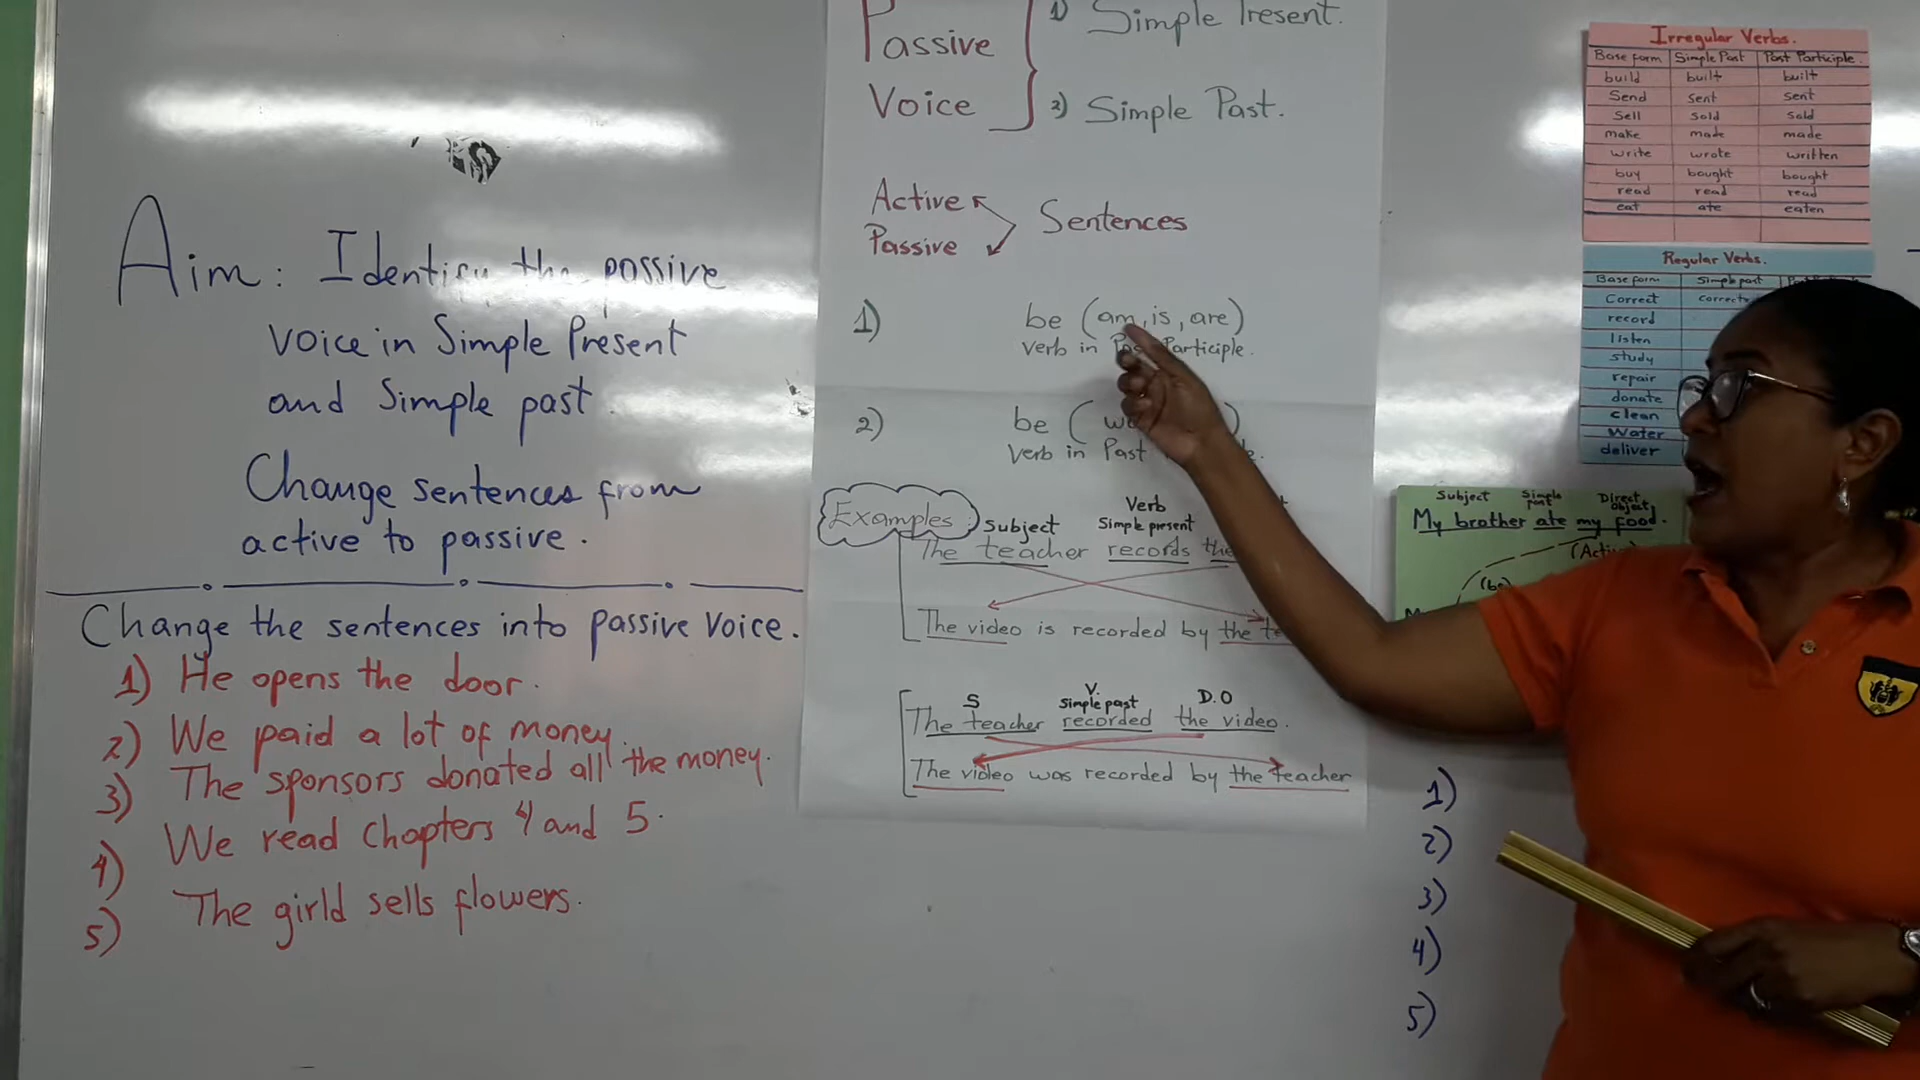 Aim: Identify the passive
voice in Simple Present
and Simple past.
Change sentences from
active to passive.
Change the sentences into passive Voice.
1) He opens the door.
2) We paid a lot of money.
3) The sponsors donated all the money.
4) We read chapters 4 and 5.
5) The girld sells flowers.
Passive
Voice
1) Simple Present.
2) Simple Past.
Active
Passive
Sentences
1) be (am, is, are)
verb in Past Participle.
2) be (
verb in Past
Examples:
Subject Verb
Simple present
The teacher records the
The video is recorded by the
S V. D.O
Simple past
The teacher recorded the video.
The video was recorded by the teacher
Irregular Verbs.
Base form Simple Past Post Participle.
build built built
Send sent sent
Sell sold sold
make made made
write wrote written
buy bought bought
read read read
eat ate eaten
Regular Verbs.
Base form Simple past
Correct
record
listen
study
repair
donate
clean
Water
deliver
Subject Simple past Direct object
My brother ate my food.
(be)
1)
2)
3)
4)
5)